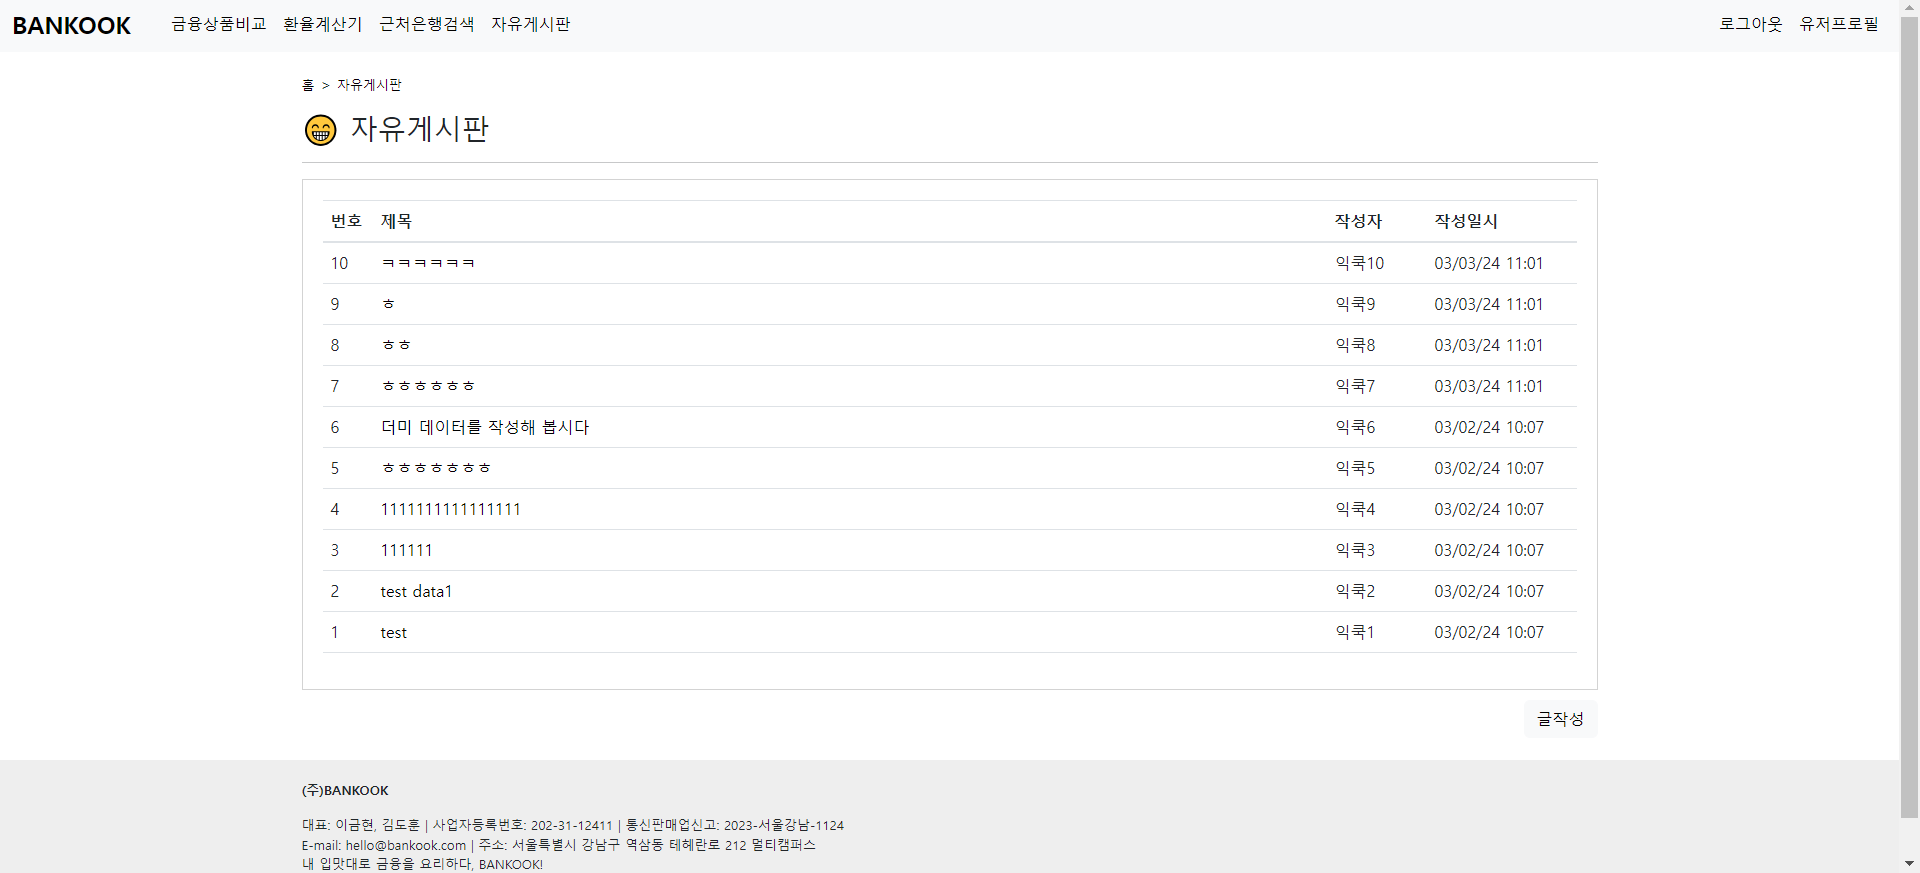 BANKOOK 금융상품비교 환율계산기 근처은행검색 자유게시판 로그아웃 유저프로필
홈 > 자유게시판
자유게시판
번호 제목 작성자 작성일시
10 ㅋㅋㅋㅋㅋㅋ 익쿡10 03/03/24 11:01
9 ㅎ 익쿡9 03/03/24 11:01
8 ㅎㅎ 익쿡8 03/03/24 11:01
7 ㅎㅎㅎㅎㅎㅎ 익쿡7 03/03/24 11:01
6 더미 데이터를 작성해 봅시다 익쿡6 03/02/24 10:07
5 ㅎㅎㅎㅎㅎㅎㅎ 익쿡5 03/02/24 10:07
4 1111111111111111 익쿡4 03/02/24 10:07
3 111111 익쿡3 03/02/24 10:07
2 test data1 익쿡2 03/02/24 10:07
1 test 익쿡1 03/02/24 10:07
글작성
(주)BANKOOK
대표: 이금현, 김도훈 | 사업자등록번호: 202-31-12411 | 통신판매업신고: 2023-서울강남-1124
E-mail: hello@bankook.com | 주소: 서울특별시 강남구 역삼동 테헤란로 212 멀티캠퍼스
내 입맛대로 금융을 요리하다, BANKOOK!